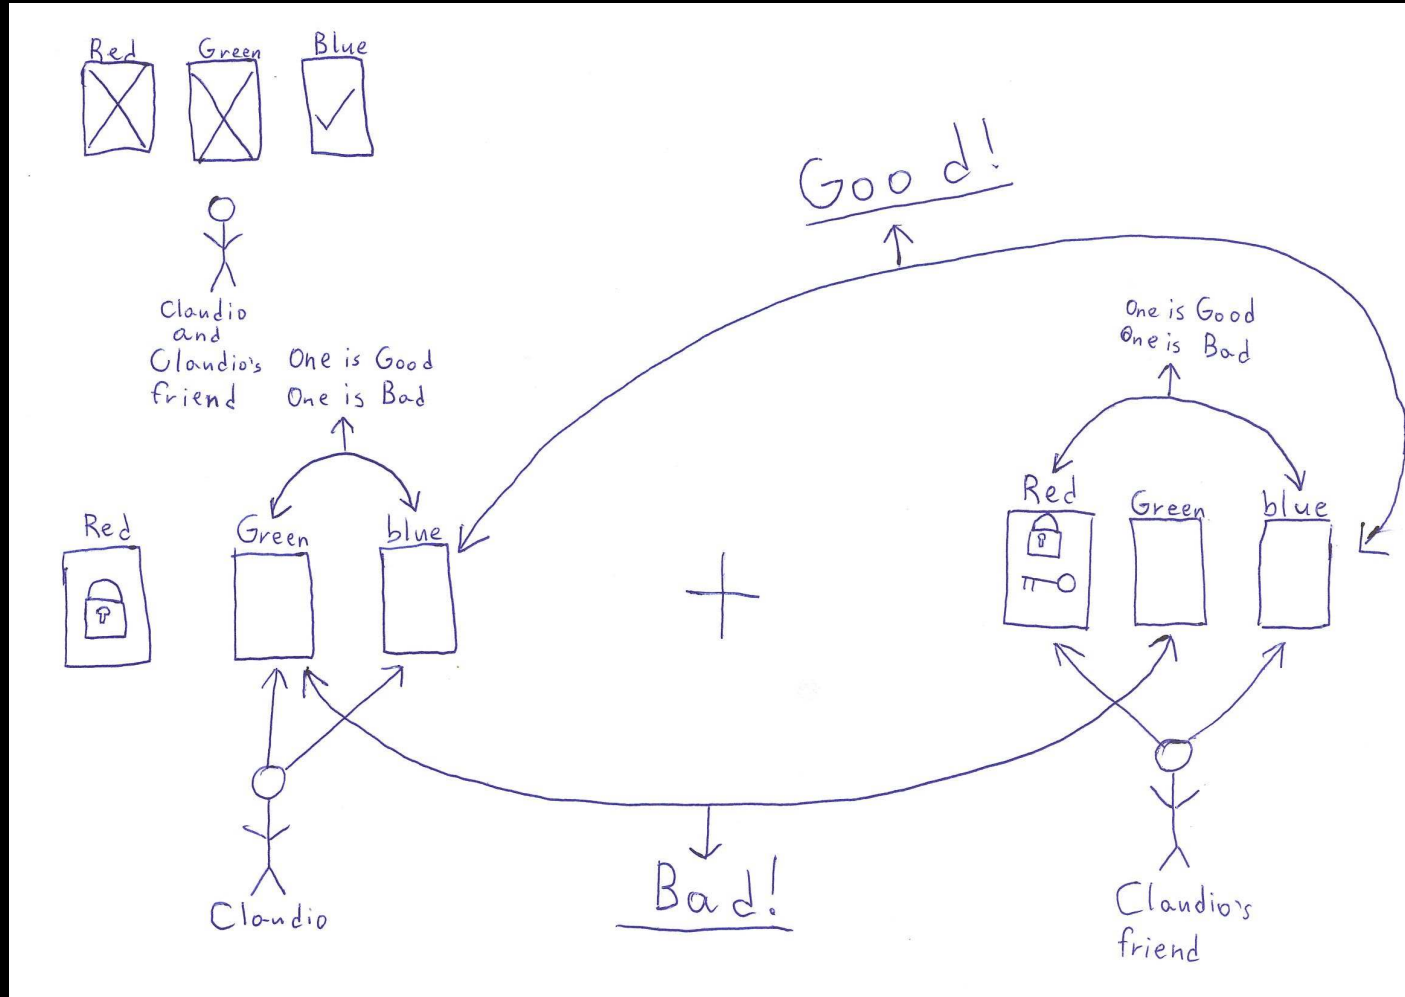 Red
Green
Blue
Good!
Claudio
and
Claudio's
friend
One is Good
One is Bad
One is Good
One is Bad
Red
Green
blue
Red
Green
blue
Claudio
Bad!
Claudio's
friend